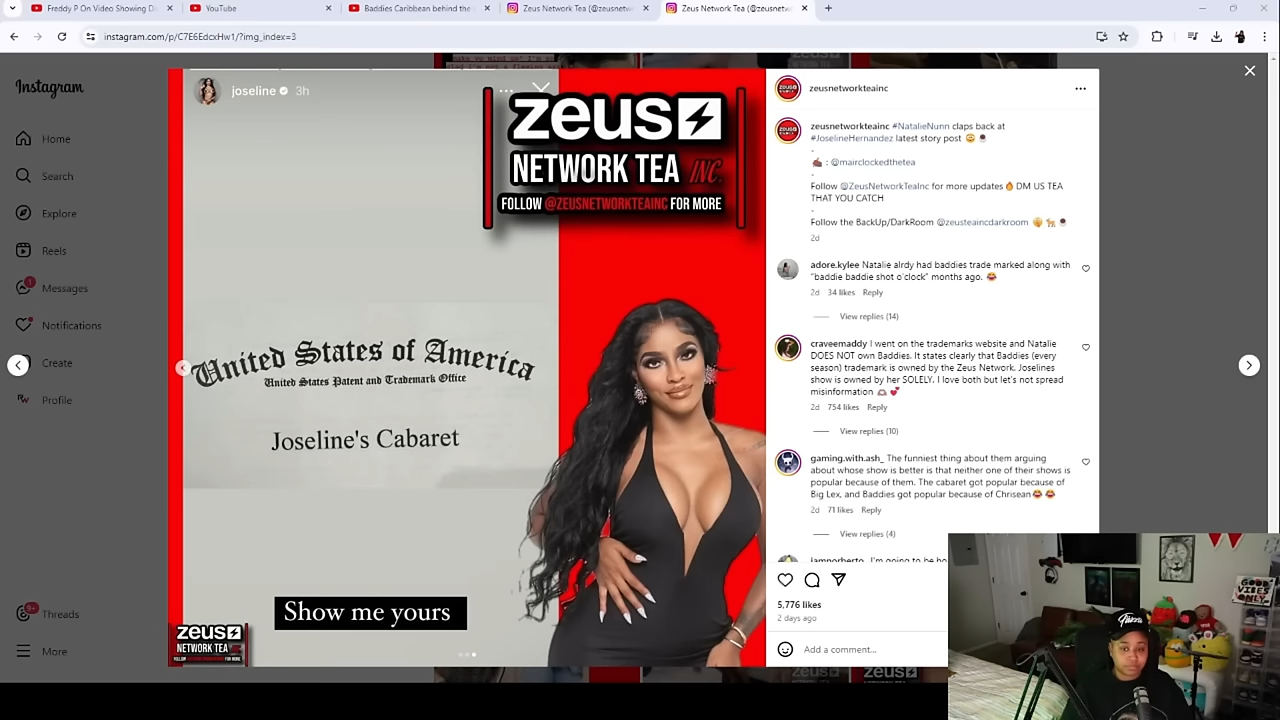 Freddy P On Video Showing Di
YouTube
Baddies Caribbean behind the
Zeus Network Tea (@zeusnetw
Zeus Network Tea (@zeusnetw
instagram.com/p/C7E6EdcxHw1/?img_index=3
Instagram
Home
Search
Explore
Reels
1
Messages
Notifications
Create
Profile
9+
Threads
More
joseline 3h
zeus
NETWORK TEA INC.
FOLLOW @ZEUSNETWORKTEAINC FOR MORE
United States of America
United States Patent and Trademark Office
Joseline's Cabaret
Show me yours
zeus
NETWORK TEA
zeusnetworkteainc
zeusnetworkteainc #NatalieNunn claps back at
#JoselineHernandez latest story post
-
: @mairclockedthetea
-
Follow @ZeusNetworkTeaInc for more updates DM US TEA
THAT YOU CATCH
-
Follow the BackUp/DarkRoom @zeusteaincdarkroom
2d
adore.kylee Natalie alrdy had baddies trade marked along with
"baddie baddie shot o'clock" months ago.
2d 34 likes Reply
View replies (14)
craveemaddy I went on the trademarks website and Natalie
DOES NOT own Baddies. It states clearly that Baddies (every
season) trademark is owned by the Zeus Network. Joselines
show is owned by her SOLELY. I love both but let's not spread
misinformation
2d 754 likes Reply
View replies (10)
gaming.with.ash_ The funniest thing about them arguing
about whose show is better is that neither one of their shows is
popular because of them. The cabaret got popular because of
Big Lex, and Baddies got popular because of Chrisean
2d 71 likes Reply
View replies (4)
5,776 likes
2 days ago
Add a comment...
GOOD
VIBES